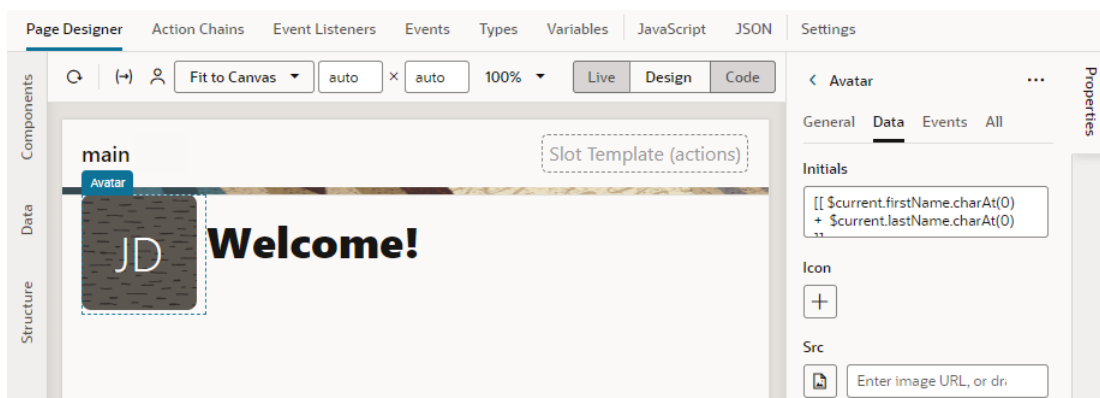 Page Designer Action Chains Event Listeners Events Types Variables JavaScript JSON Settings
Components
Data
Structure
Fit to Canvas auto × auto 100% Live Design Code
main
Slot Template (actions)
Avatar
JD
Welcome!
Avatar
General Data Events All
Initials
[[ $current.firstName.charAt(0)
+ $current.lastName.charAt(0)
Icon
Src
Enter image URL, or dr
Properties